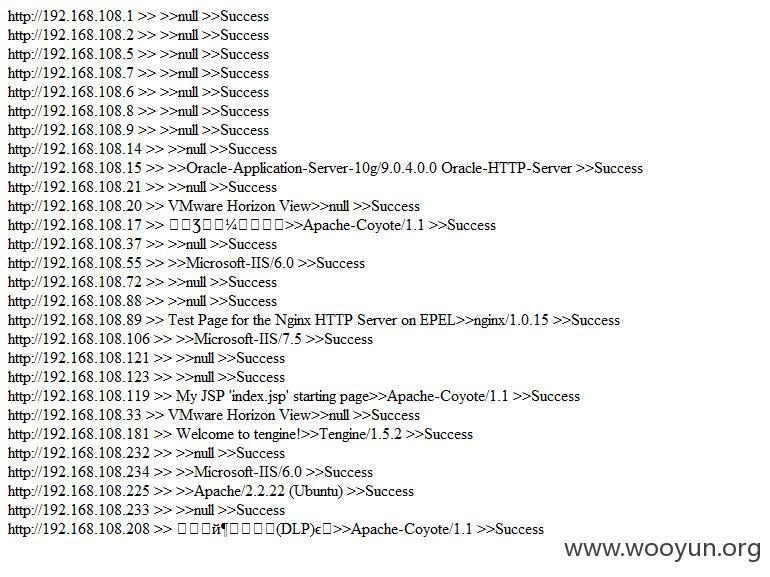 http://192.168.108.1 >> >>null >>Success
http://192.168.108.2 >> >>null >>Success
http://192.168.108.5 >> >>null >>Success
http://192.168.108.7 >> >>null >>Success
http://192.168.108.6 >> >>null >>Success
http://192.168.108.8 >> >>null >>Success
http://192.168.108.9 >> >>null >>Success
http://192.168.108.14 >> >>null >>Success
http://192.168.108.15 >> >>Oracle-Application-Server-10g/9.0.4.0.0 Oracle-HTTP-Server >>Success
http://192.168.108.21 >> >>null >>Success
http://192.168.108.20 >> VMware Horizon View>>null >>Success
http://192.168.108.17 >> □□Ʒ□□¼□□□□>>Apache-Coyote/1.1 >>Success
http://192.168.108.37 >> >>null >>Success
http://192.168.108.55 >> >>Microsoft-IIS/6.0 >>Success
http://192.168.108.72 >> >>null >>Success
http://192.168.108.88 >> >>null >>Success
http://192.168.108.89 >> Test Page for the Nginx HTTP Server on EPEL>>nginx/1.0.15 >>Success
http://192.168.108.106 >> >>Microsoft-IIS/7.5 >>Success
http://192.168.108.121 >> >>null >>Success
http://192.168.108.123 >> >>null >>Success
http://192.168.108.119 >> My JSP 'index.jsp' starting page>>Apache-Coyote/1.1 >>Success
http://192.168.108.33 >> VMware Horizon View>>null >>Success
http://192.168.108.181 >> Welcome to tengine!>>Tengine/1.5.2 >>Success
http://192.168.108.232 >> >>null >>Success
http://192.168.108.234 >> >>Microsoft-IIS/6.0 >>Success
http://192.168.108.225 >> >>Apache/2.2.22 (Ubuntu) >>Success
http://192.168.108.233 >> >>null >>Success
http://192.168.108.208 >> □□□й¶□□□□(DLP)ϵ□>>Apache-Coyote/1.1 >>Success
www.wooyun.org